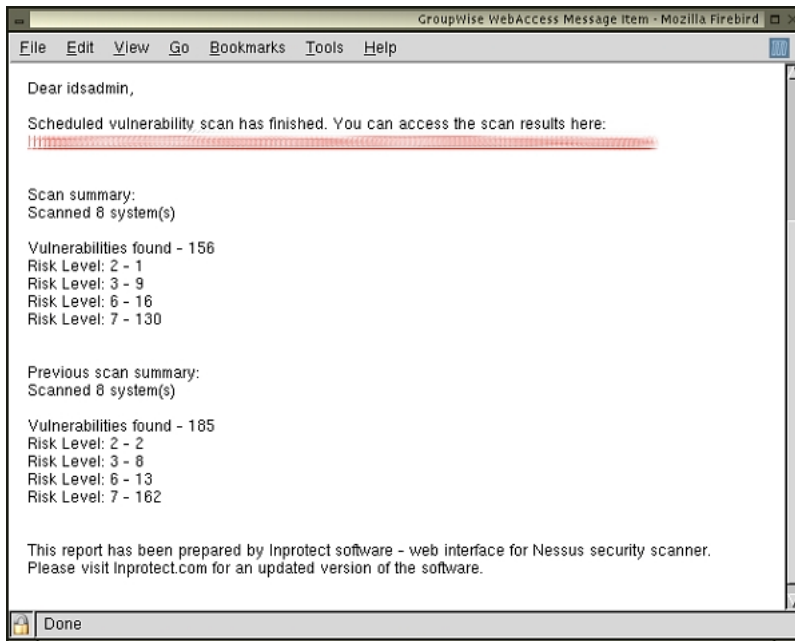 GroupWise WebAccess Message Item - Mozilla Firebird
File Edit View Go Bookmarks Tools Help
Dear idsadmin,
Scheduled vulnerability scan has finished. You can access the scan results here:
Scan summary:
Scanned 8 system(s)
Vulnerabilities found - 156
Risk Level: 2 - 1
Risk Level: 3 - 9
Risk Level: 6 - 16
Risk Level: 7 - 130
Previous scan summary:
Scanned 8 system(s)
Vulnerabilities found - 185
Risk Level: 2 - 2
Risk Level: 3 - 8
Risk Level: 6 - 13
Risk Level: 7 - 162
This report has been prepared by Inprotect software - web interface for Nessus security scanner.
Please visit Inprotect.com for an updated version of the software.
Done